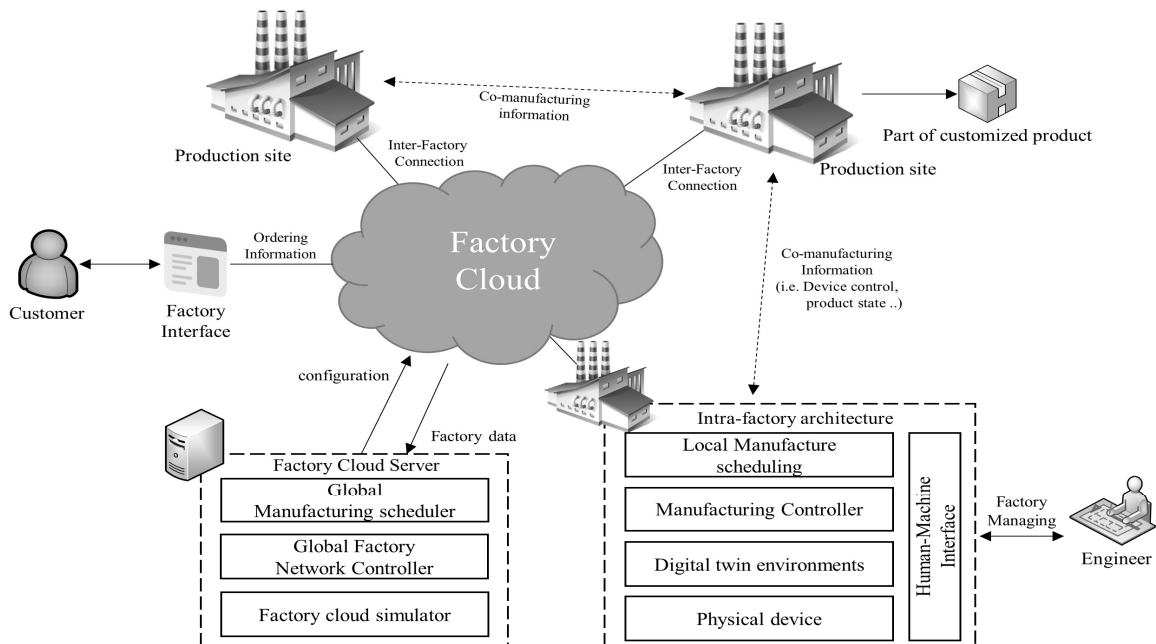 Co-manufacturing
information
Production site
Inter-Factory
Connection
Inter-Factory
Connection
Production site
Part of customized product
Factory
Cloud
Ordering
Information
Customer
Factory
Interface
Co-manufacturing
Information
(i.e. Device control,
product state ..)
configuration
Factory data
Factory Cloud Server
Global
Manufacturing scheduler
Global Factory
Network Controller
Factory cloud simulator
Intra-factory architecture
Local Manufacture
scheduling
Manufacturing Controller
Digital twin environments
Physical device
Human-Machine
Interface
Factory
Managing
Engineer